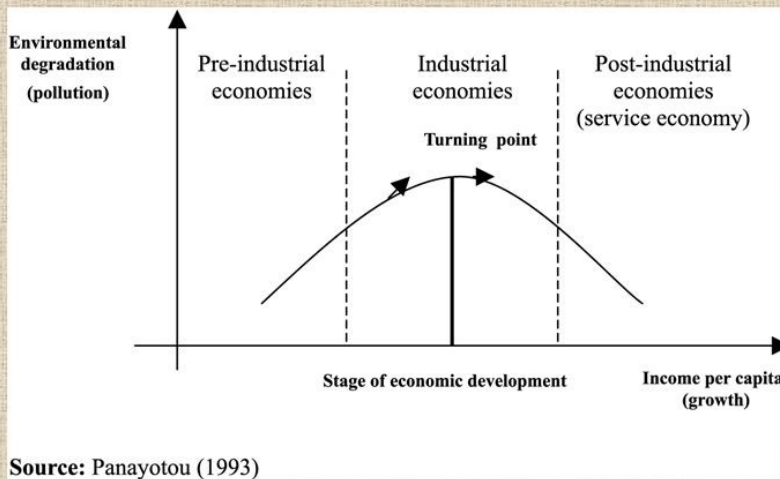 Environmental
degradation
(pollution)
Pre-industrial
economies
Industrial
economies
Post-industrial
economies
(service economy)
Turning point
Stage of economic development
Income per capita
(growth)
Source: Panayotou (1993)